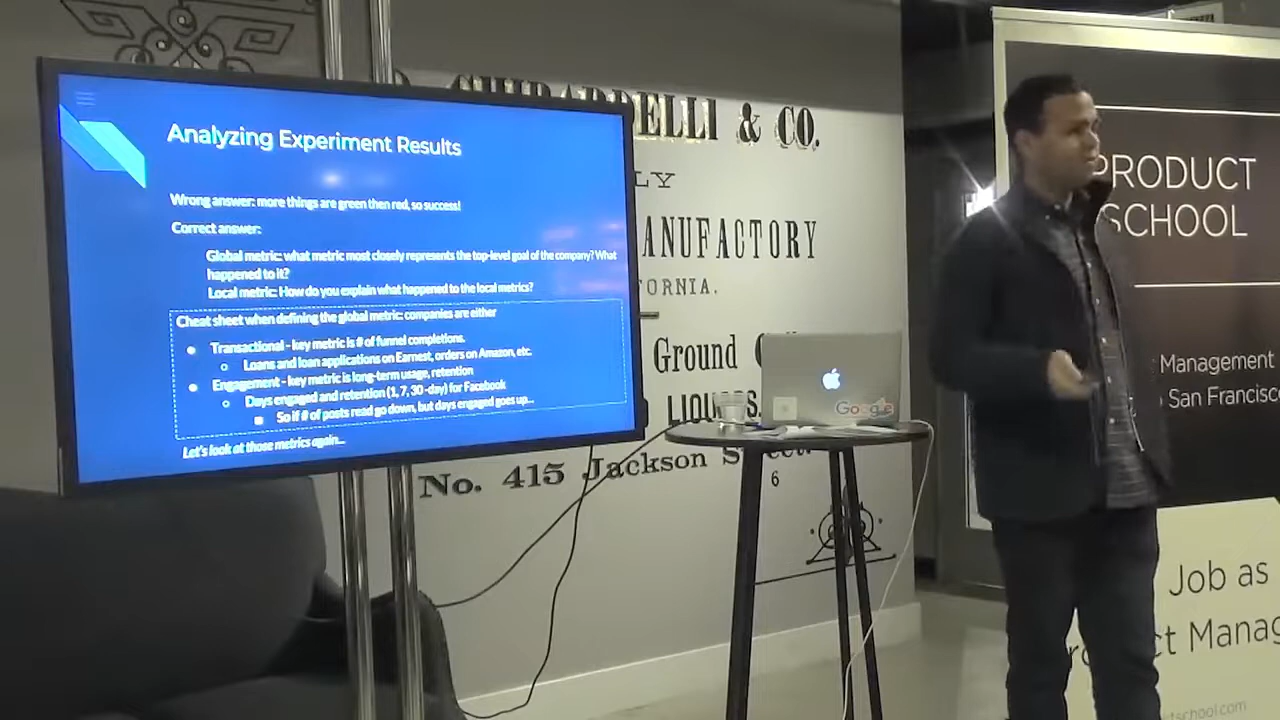 Analyzing Experiment Results
Wrong answer: more things are green then red, so success!
Correct answer:
Global metric: what metric most closely represents the top-level goal of the company? What
happened to it?
Local metric: How do you explain what happened to the local metrics?
Cheat sheet when defining the global metric: companies are either
Transactional - key metric is # of funnel completions.
Loans and loan applications on Earnest, orders on Amazon, etc.
Engagement - key metric is long-term usage, retention
Days engaged and retention (1, 7, 30-day) for Facebook
So if # of posts read go down, but days engaged goes up...
Let's look at those metrics again...
GHIRARDELLI & CO.
LY
ANUFACTORY
FORNIA.
Ground
LIQUORS.
No. 415 Jackson Street.
6
Google
PRODUCT
SCHOOL
Management
San Francisc
Job as
ct Manag
tschool.com